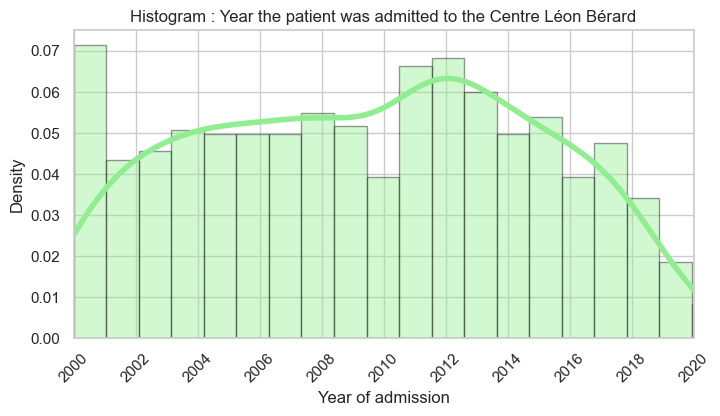 Histogram : Year the patient was admitted to the Centre Léon Bérard
Density
0.07
0.06
0.05
0.04
0.03
0.02
0.01
0.00
2000 2002 2004 2006 2008 2010 2012 2014 2016 2018 2020
Year of admission